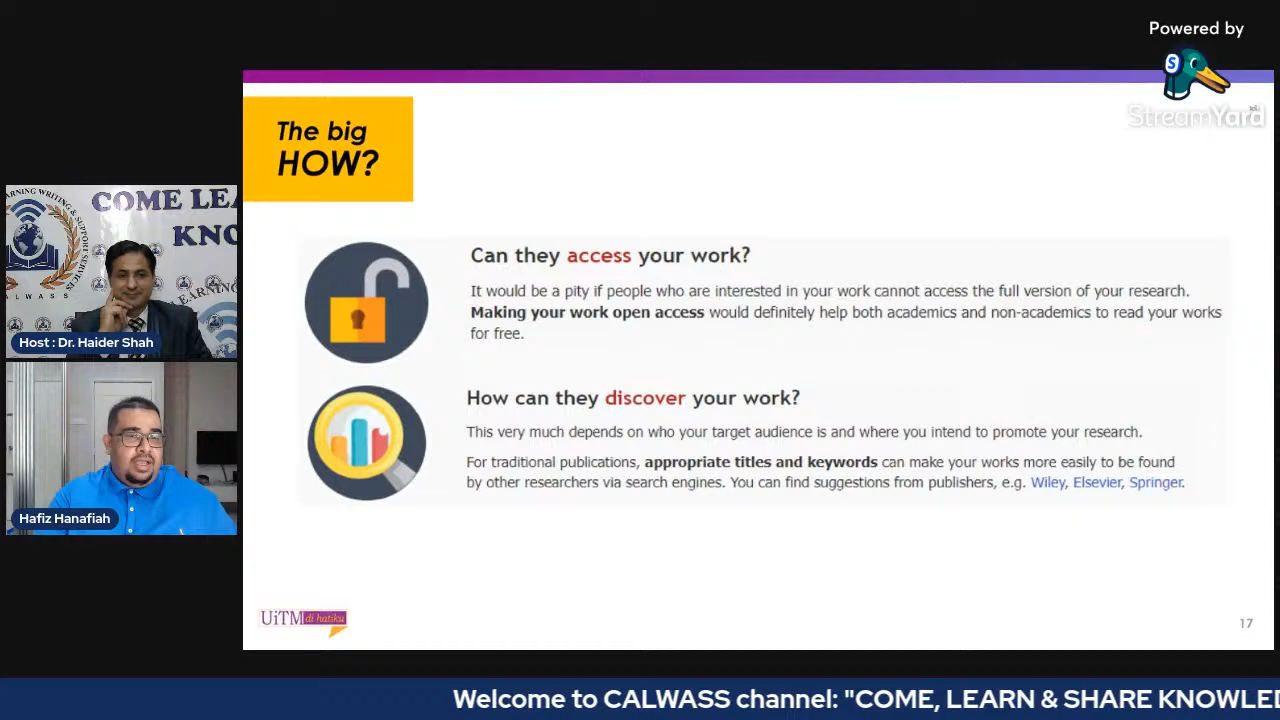 Powered by
StreamYard
The big
HOW?
COME LEA
KNO
CALWASS
Host : Dr. Haider Shah
Hafiz Hanafiah
Can they access your work?
It would be a pity if people who are interested in your work cannot access the full version of your research.
Making your work open access would definitely help both academics and non-academics to read your works
for free.
How can they discover your work?
This very much depends on who your target audience is and where you intend to promote your research.
For traditional publications, appropriate titles and keywords can make your works more easily to be found
by other researchers via search engines. You can find suggestions from publishers, e.g. Wiley, Elsevier, Springer.
UiTM di hatiku
17
Welcome to CALWASS channel: "COME, LEARN & SHARE KNOWLED